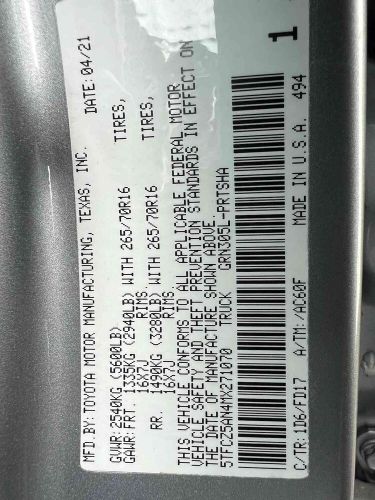 MFD.BY:TOYOTA MOTOR MANUFACTURING, TEXAS, INC. DATE: 04/21
GVWR:2540KG (5600LB)
GAWR:FRT. 1335KG (2940LB) WITH 265/70R16 TIRES,
16X7J RIMS.
RR. 1490KG (3280LB) WITH 265/70R16 TIRES,
16X7J RIMS.
THIS VEHICLE CONFORMS TO ALL APPLICABLE FEDERAL MOTOR
VEHICLE SAFETY AND THEFT PREVENTION STANDARDS IN EFFECT ON
THE DATE OF MANUFACTURE SHOWN ABOVE
5TFCZ5AN4MX271070 TRUCK GRN305L-PRTSHA
C/TR:1D6/FD17 A/TM:/AC60F MADE IN U.S.A. 494
1